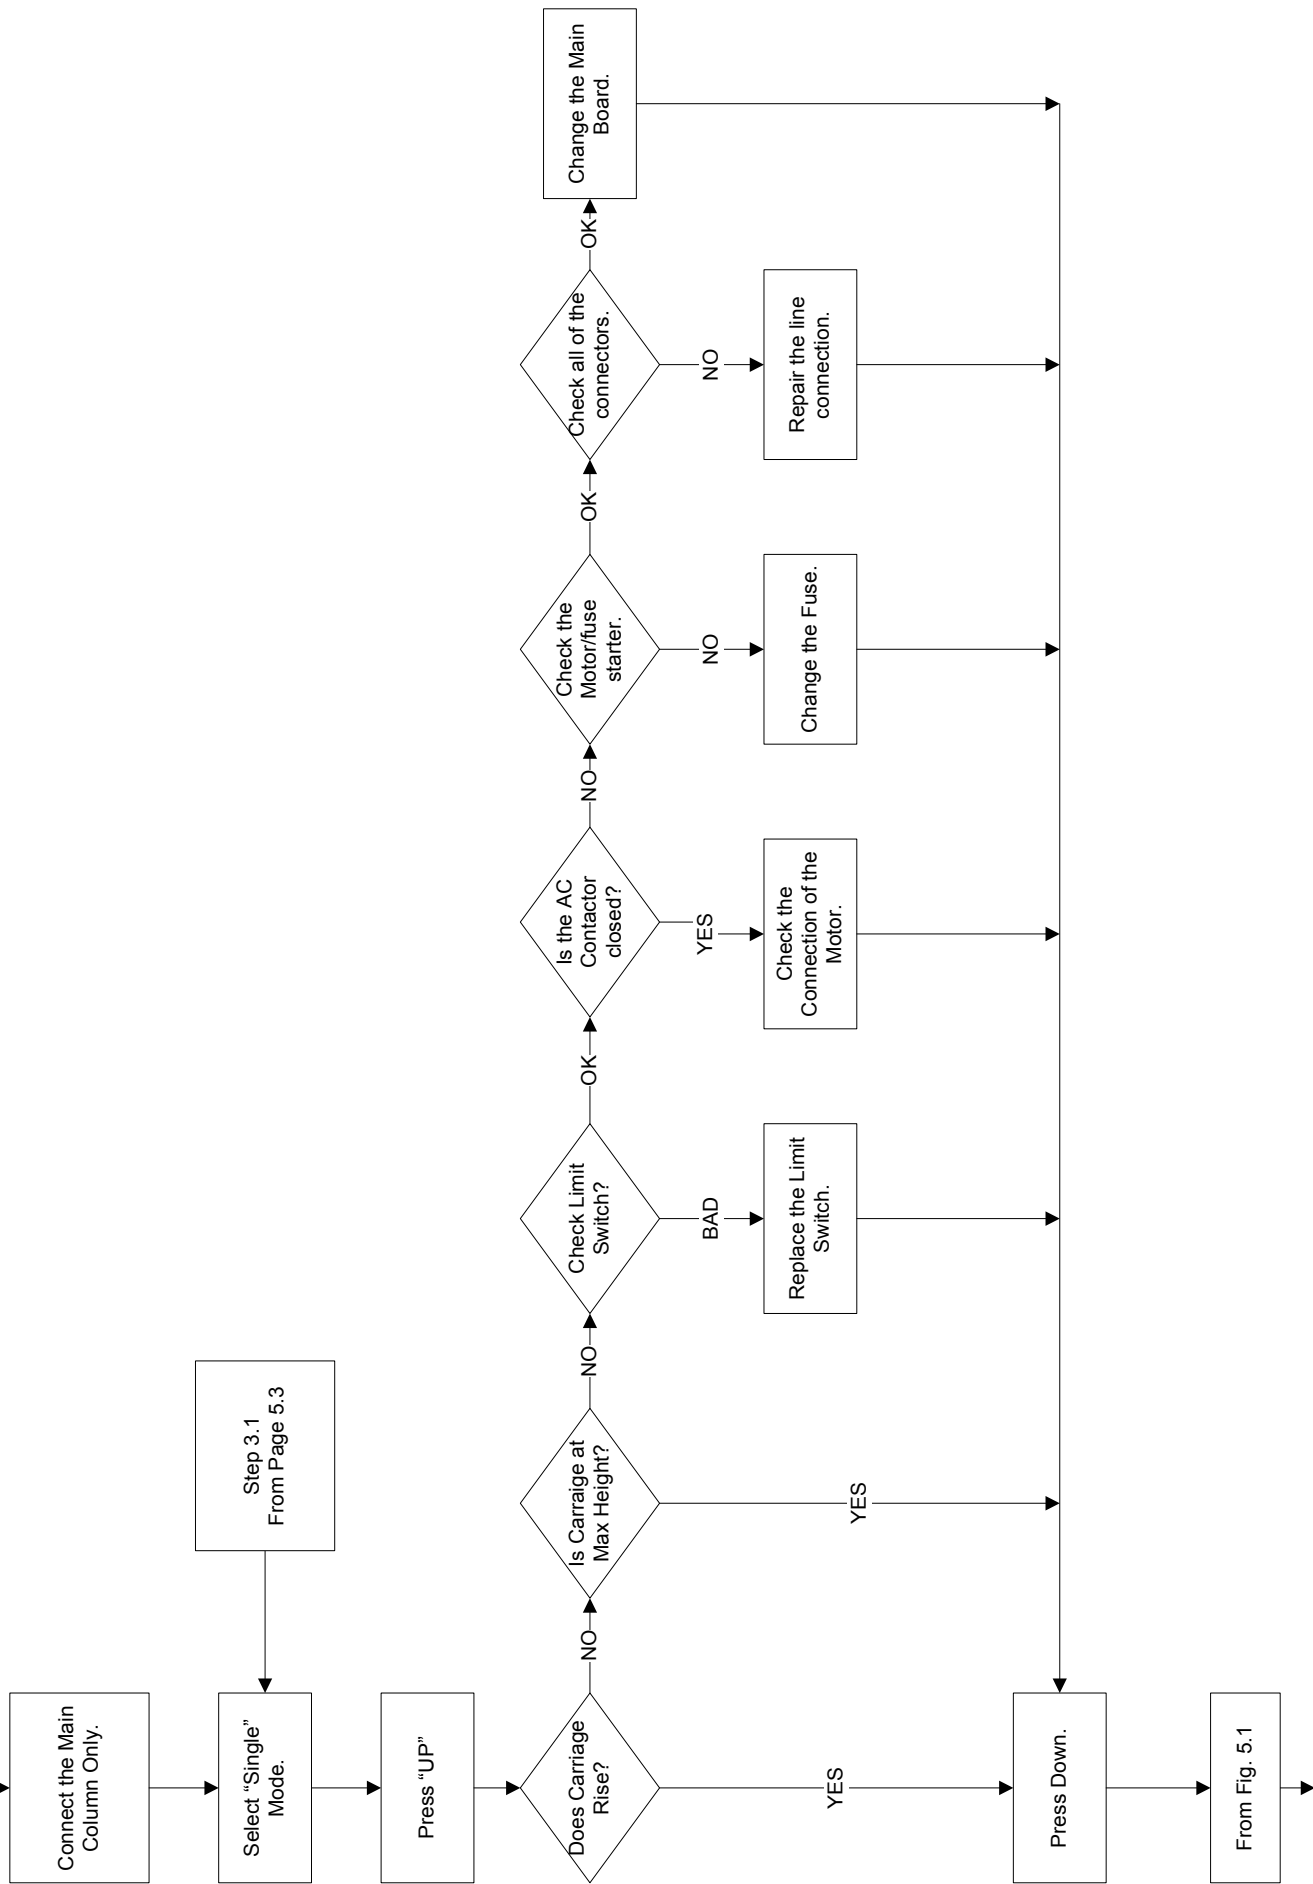 Connect the Main
Column Only.
Step 3.1
From Page 5.3
Select “Single”
Mode.
Press “UP”
Does Carriage
Rise?
NO
Is Carraige at
Max Height?
NO
Check Limit
Switch?
OK
Is the AC
Contactor
closed?
NO
Check the
Motor/fuse
starter.
OK
Check all of the
connectors.
OK
Change the Main
Board.
YES
YES
BAD
Replace the Limit
Switch.
YES
Check the
Connection of the
Motor.
NO
Change the Fuse.
NO
Repair the line
connection.
Press Down.
From Fig. 5.1